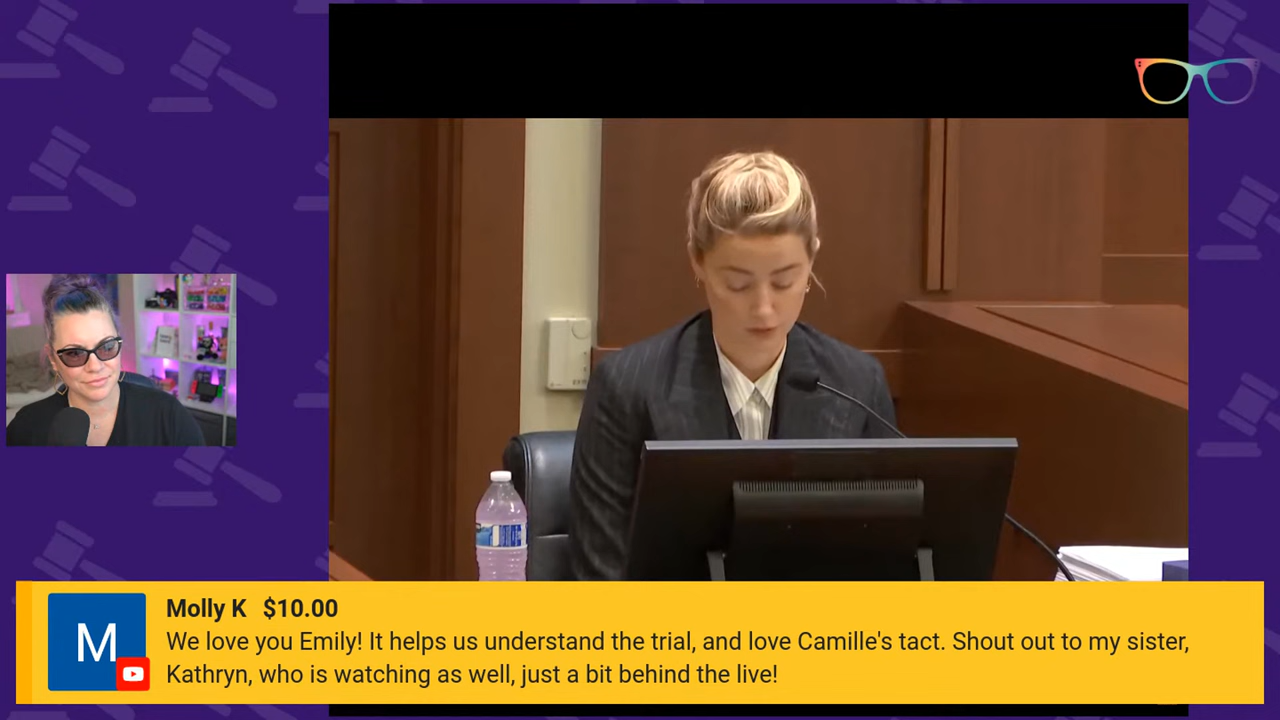 Molly K $10.00
M
We love you Emily! It helps us understand the trial, and love Camille's tact. Shout out to my sister,
Kathryn, who is watching as well, just a bit behind the live!